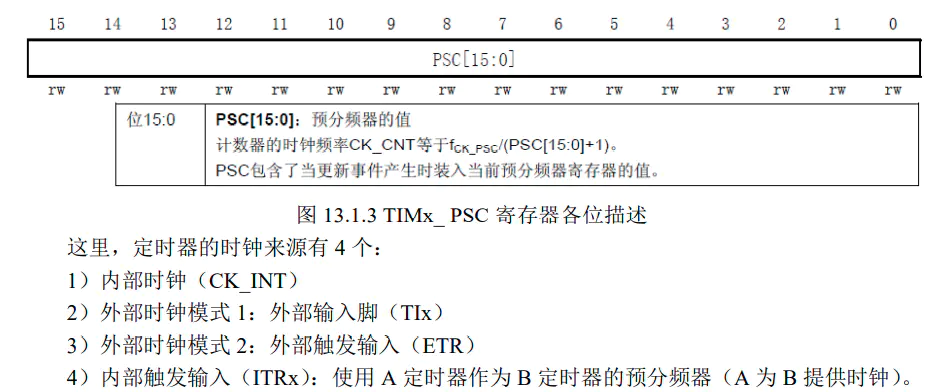 15 14 13 12 11 10 9 8 7 6 5 4 3 2 1 0
PSC[15:0]
rw rw rw rw rw rw rw rw rw rw rw rw rw rw rw rw
位15:0 PSC[15:0]：预分频器的值
计数器的时钟频率CK_CNT等于fCK_PSC/(PSC[15:0]+1)。
PSC包含了当更新事件产生时装入当前预分频器寄存器的值。
图 13.1.3 TIMx_ PSC 寄存器各位描述
这里，定时器的时钟来源有 4 个：
1）内部时钟（CK_INT）
2）外部时钟模式 1：外部输入脚（TIx）
3）外部时钟模式 2：外部触发输入（ETR）
4）内部触发输入（ITRx）：使用 A 定时器作为 B 定时器的预分频器（A 为 B 提供时钟）。